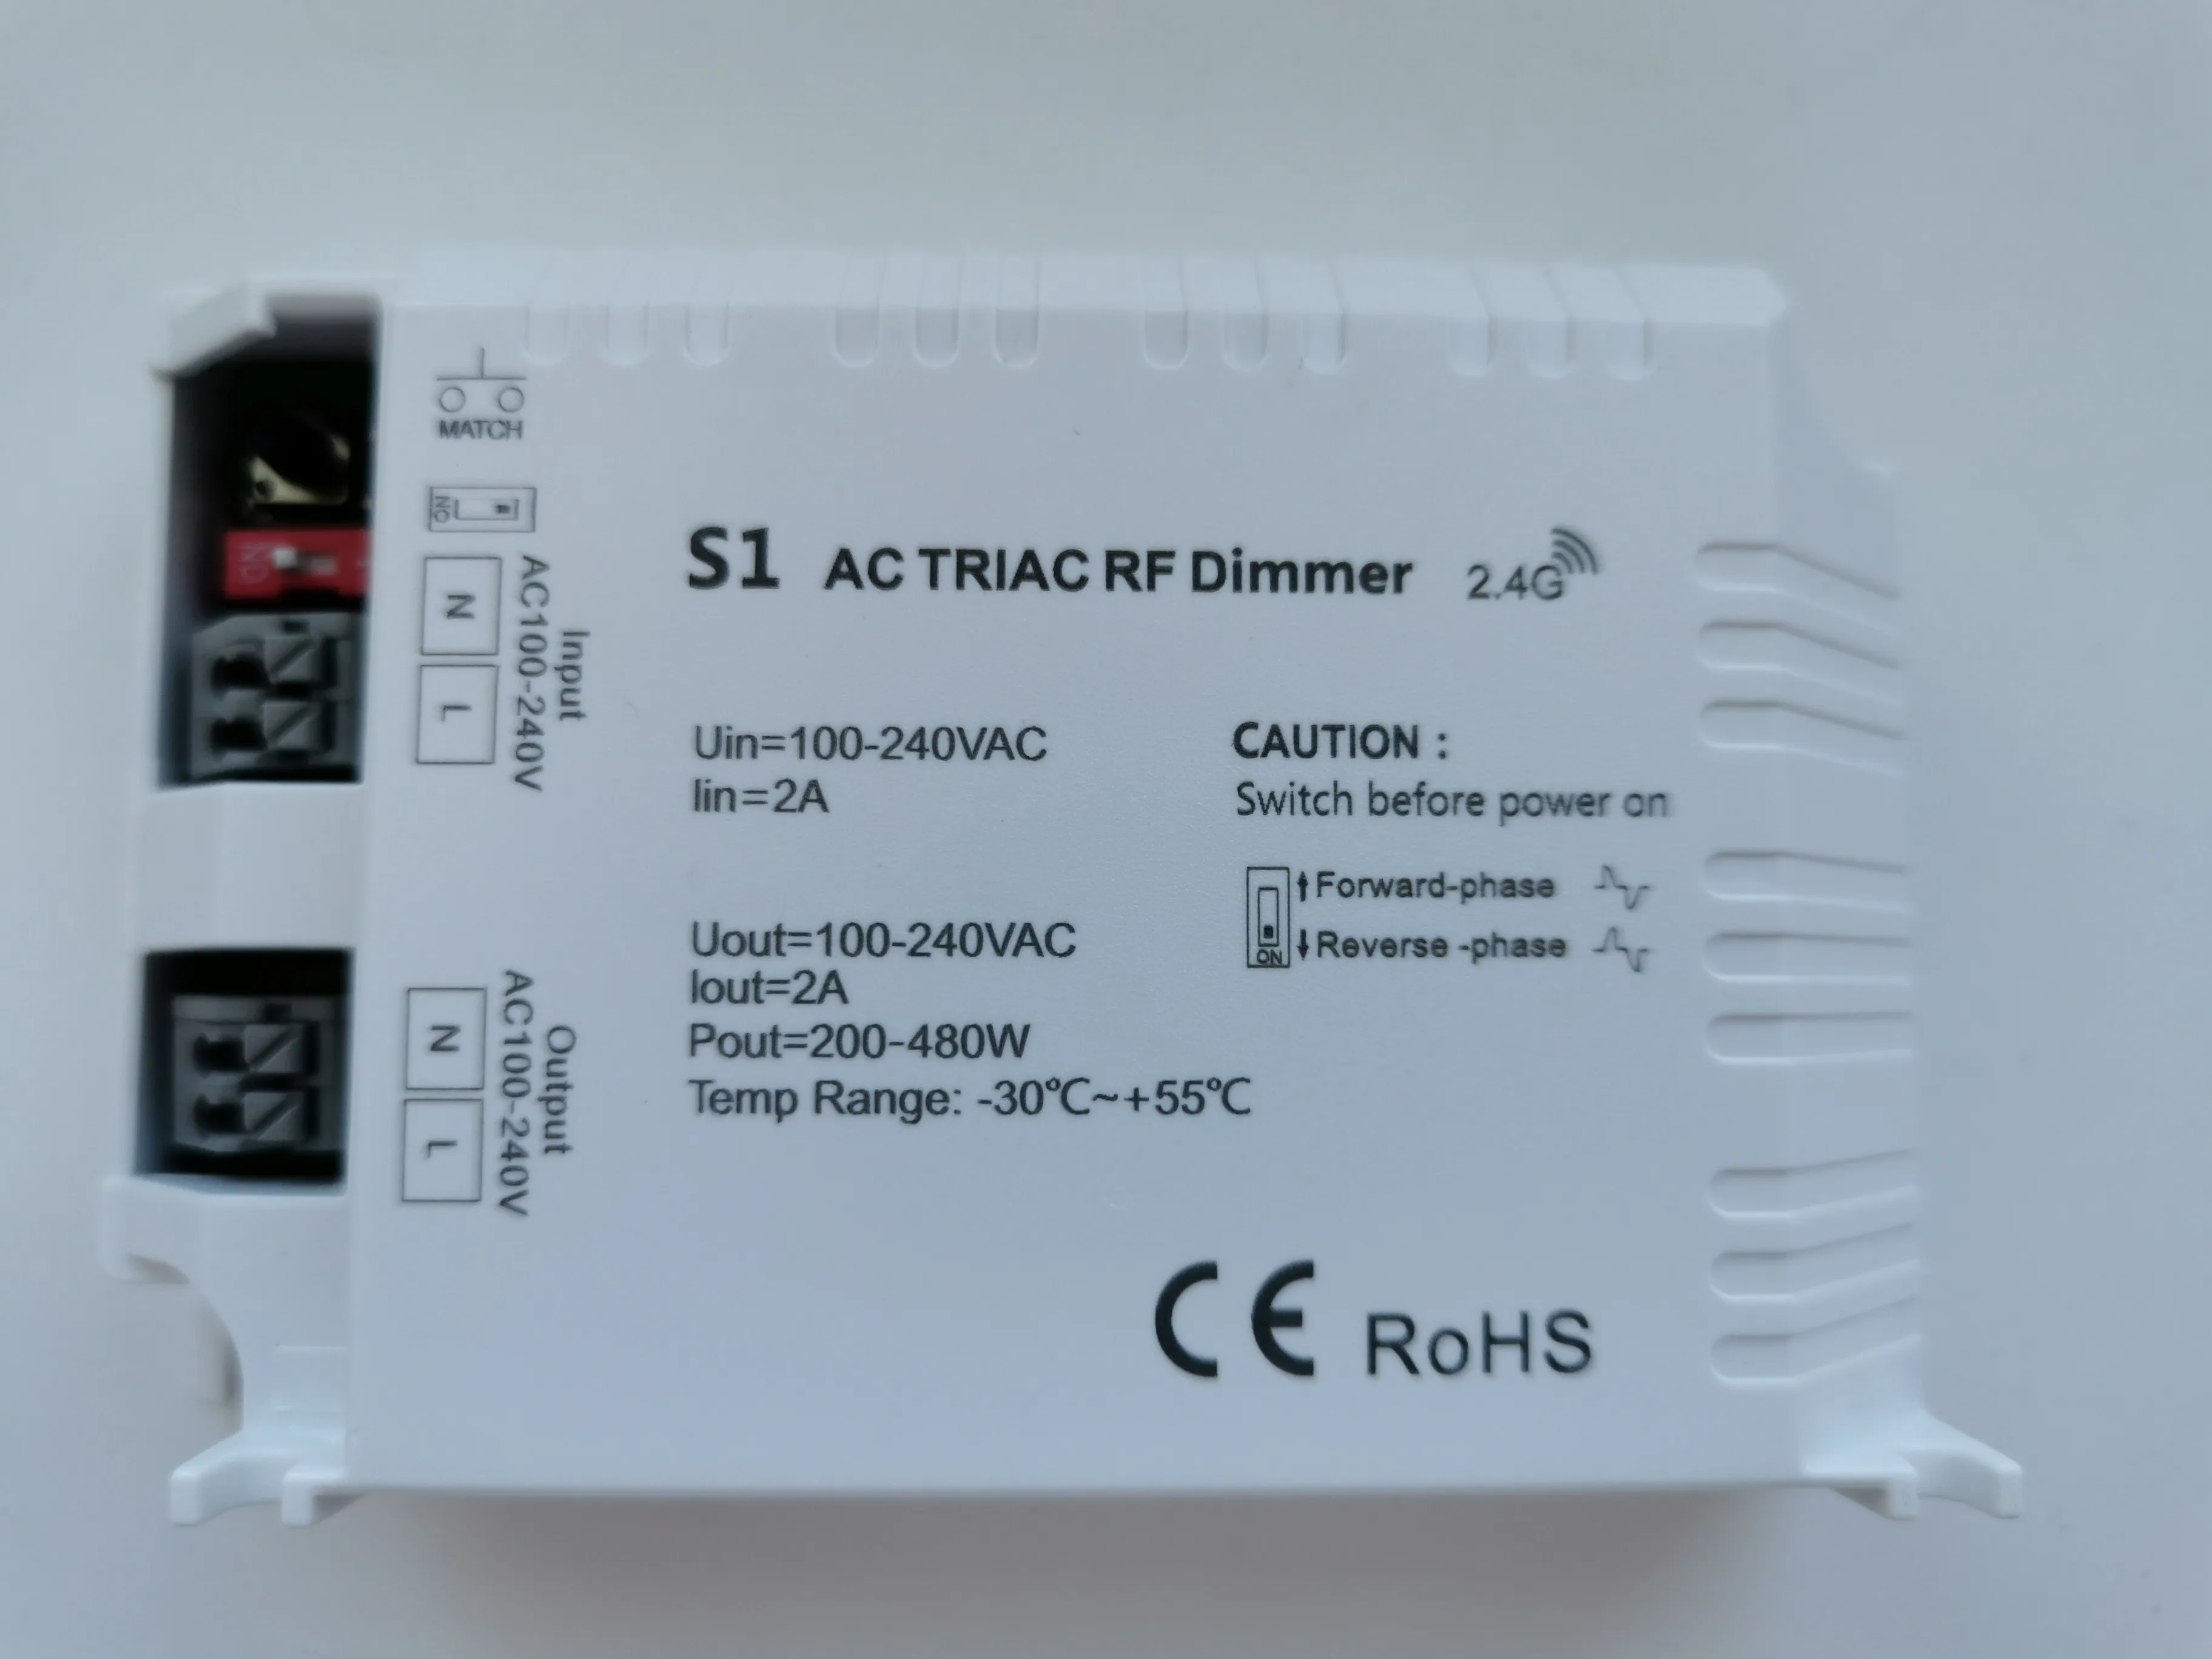 MATCH
ON
N
L
Input
AC100-240V
N
L
Output
AC100-240V
S1 AC TRIAC RF Dimmer 2.4G
Uin=100-240VAC
Iin=2A
Uout=100-240VAC
Iout=2A
Pout=200-480W
Temp Range: -30℃~+55℃
CAUTION :
Switch before power on
Forward-phase
Reverse -phase
ON
CE RoHS